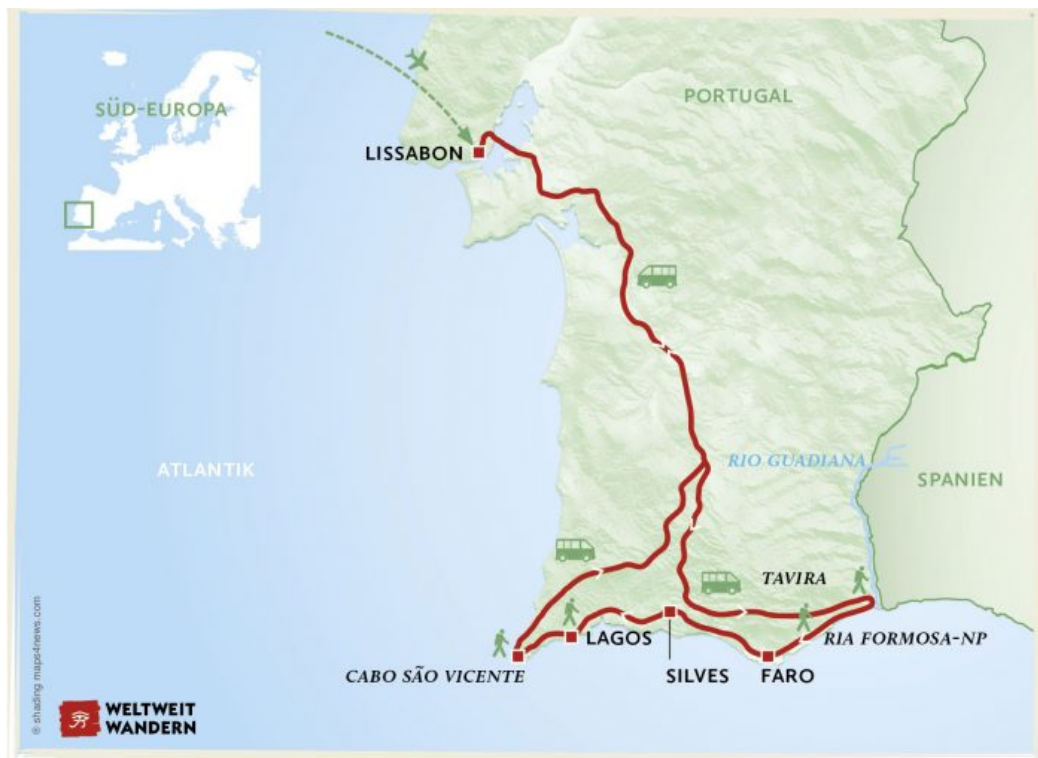 SÜD-EUROPA
PORTUGAL
LISSABON
RIO GUADIANA
ATLANTIK
SPANIEN
TAVIRA
LAGOS
RIA FORMOSA-NP
CABO SÃO VICENTE
SILVES
FARO
® shading maps4news.com
WELTWEIT
WANDERN